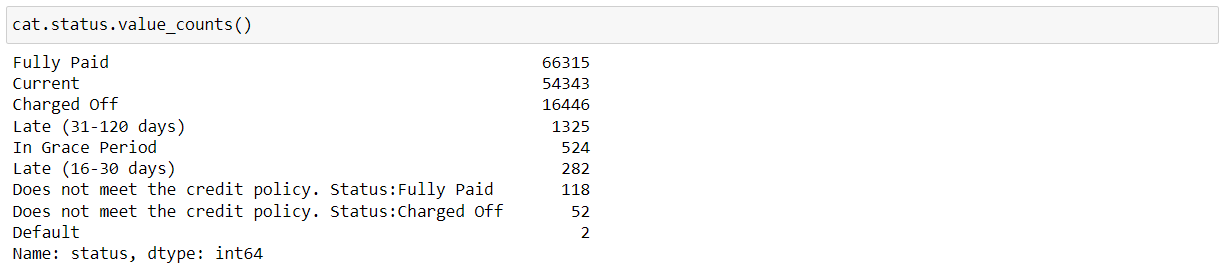 cat.status.value_counts()
Fully Paid 66315
Current 54343
Charged Off 16446
Late (31-120 days) 1325
In Grace Period 524
Late (16-30 days) 282
Does not meet the credit policy. Status:Fully Paid 118
Does not meet the credit policy. Status:Charged Off 52
Default 2
Name: status, dtype: int64